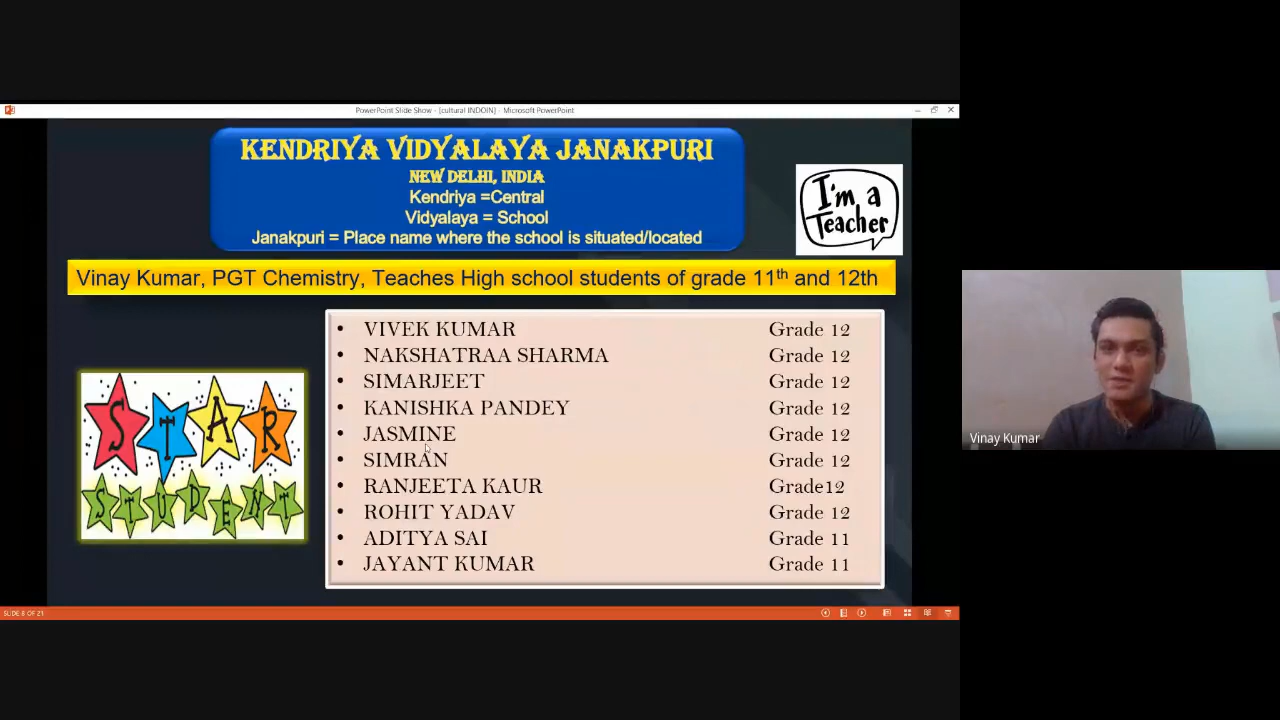 PowerPoint Slide Show - [cultural INDOIN] - Microsoft PowerPoint
KENDRIYA VIDYALAYA JANAKPURI
NEW DELHI, INDIA
Kendriya =Central
Vidyalaya = School
Janakpuri = Place name where the school is situated/located
I'm a
Teacher
Vinay Kumar, PGT Chemistry, Teaches High school students of grade 11th and 12th
• VIVEK KUMAR Grade 12
• NAKSHATRAA SHARMA Grade 12
• SIMARJEET Grade 12
• KANISHKA PANDEY Grade 12
• JASMINE Grade 12
• SIMRAN Grade 12
• RANJEETA KAUR Grade12
• ROHIT YADAV Grade 12
• ADITYA SAI Grade 11
• JAYANT KUMAR Grade 11
STAR
STUDENT
Vinay Kumar
SLIDE 8 OF 21